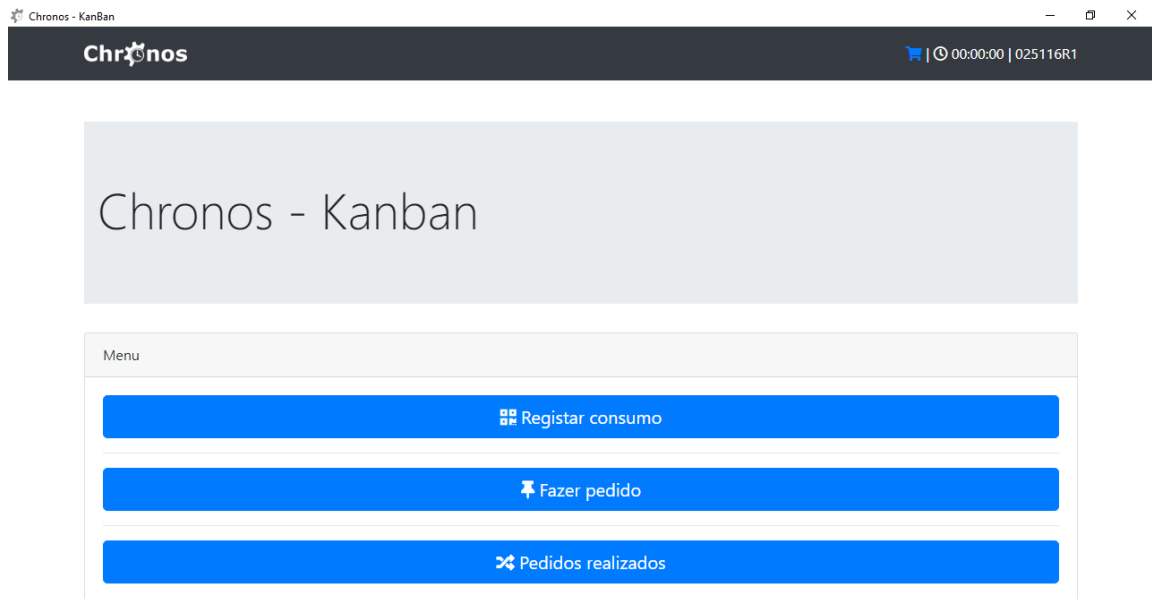 Chronos - KanBan
Chronos
| 00:00:00 | 025116R1
Chronos - Kanban
Menu
Registar consumo
Fazer pedido
Pedidos realizados